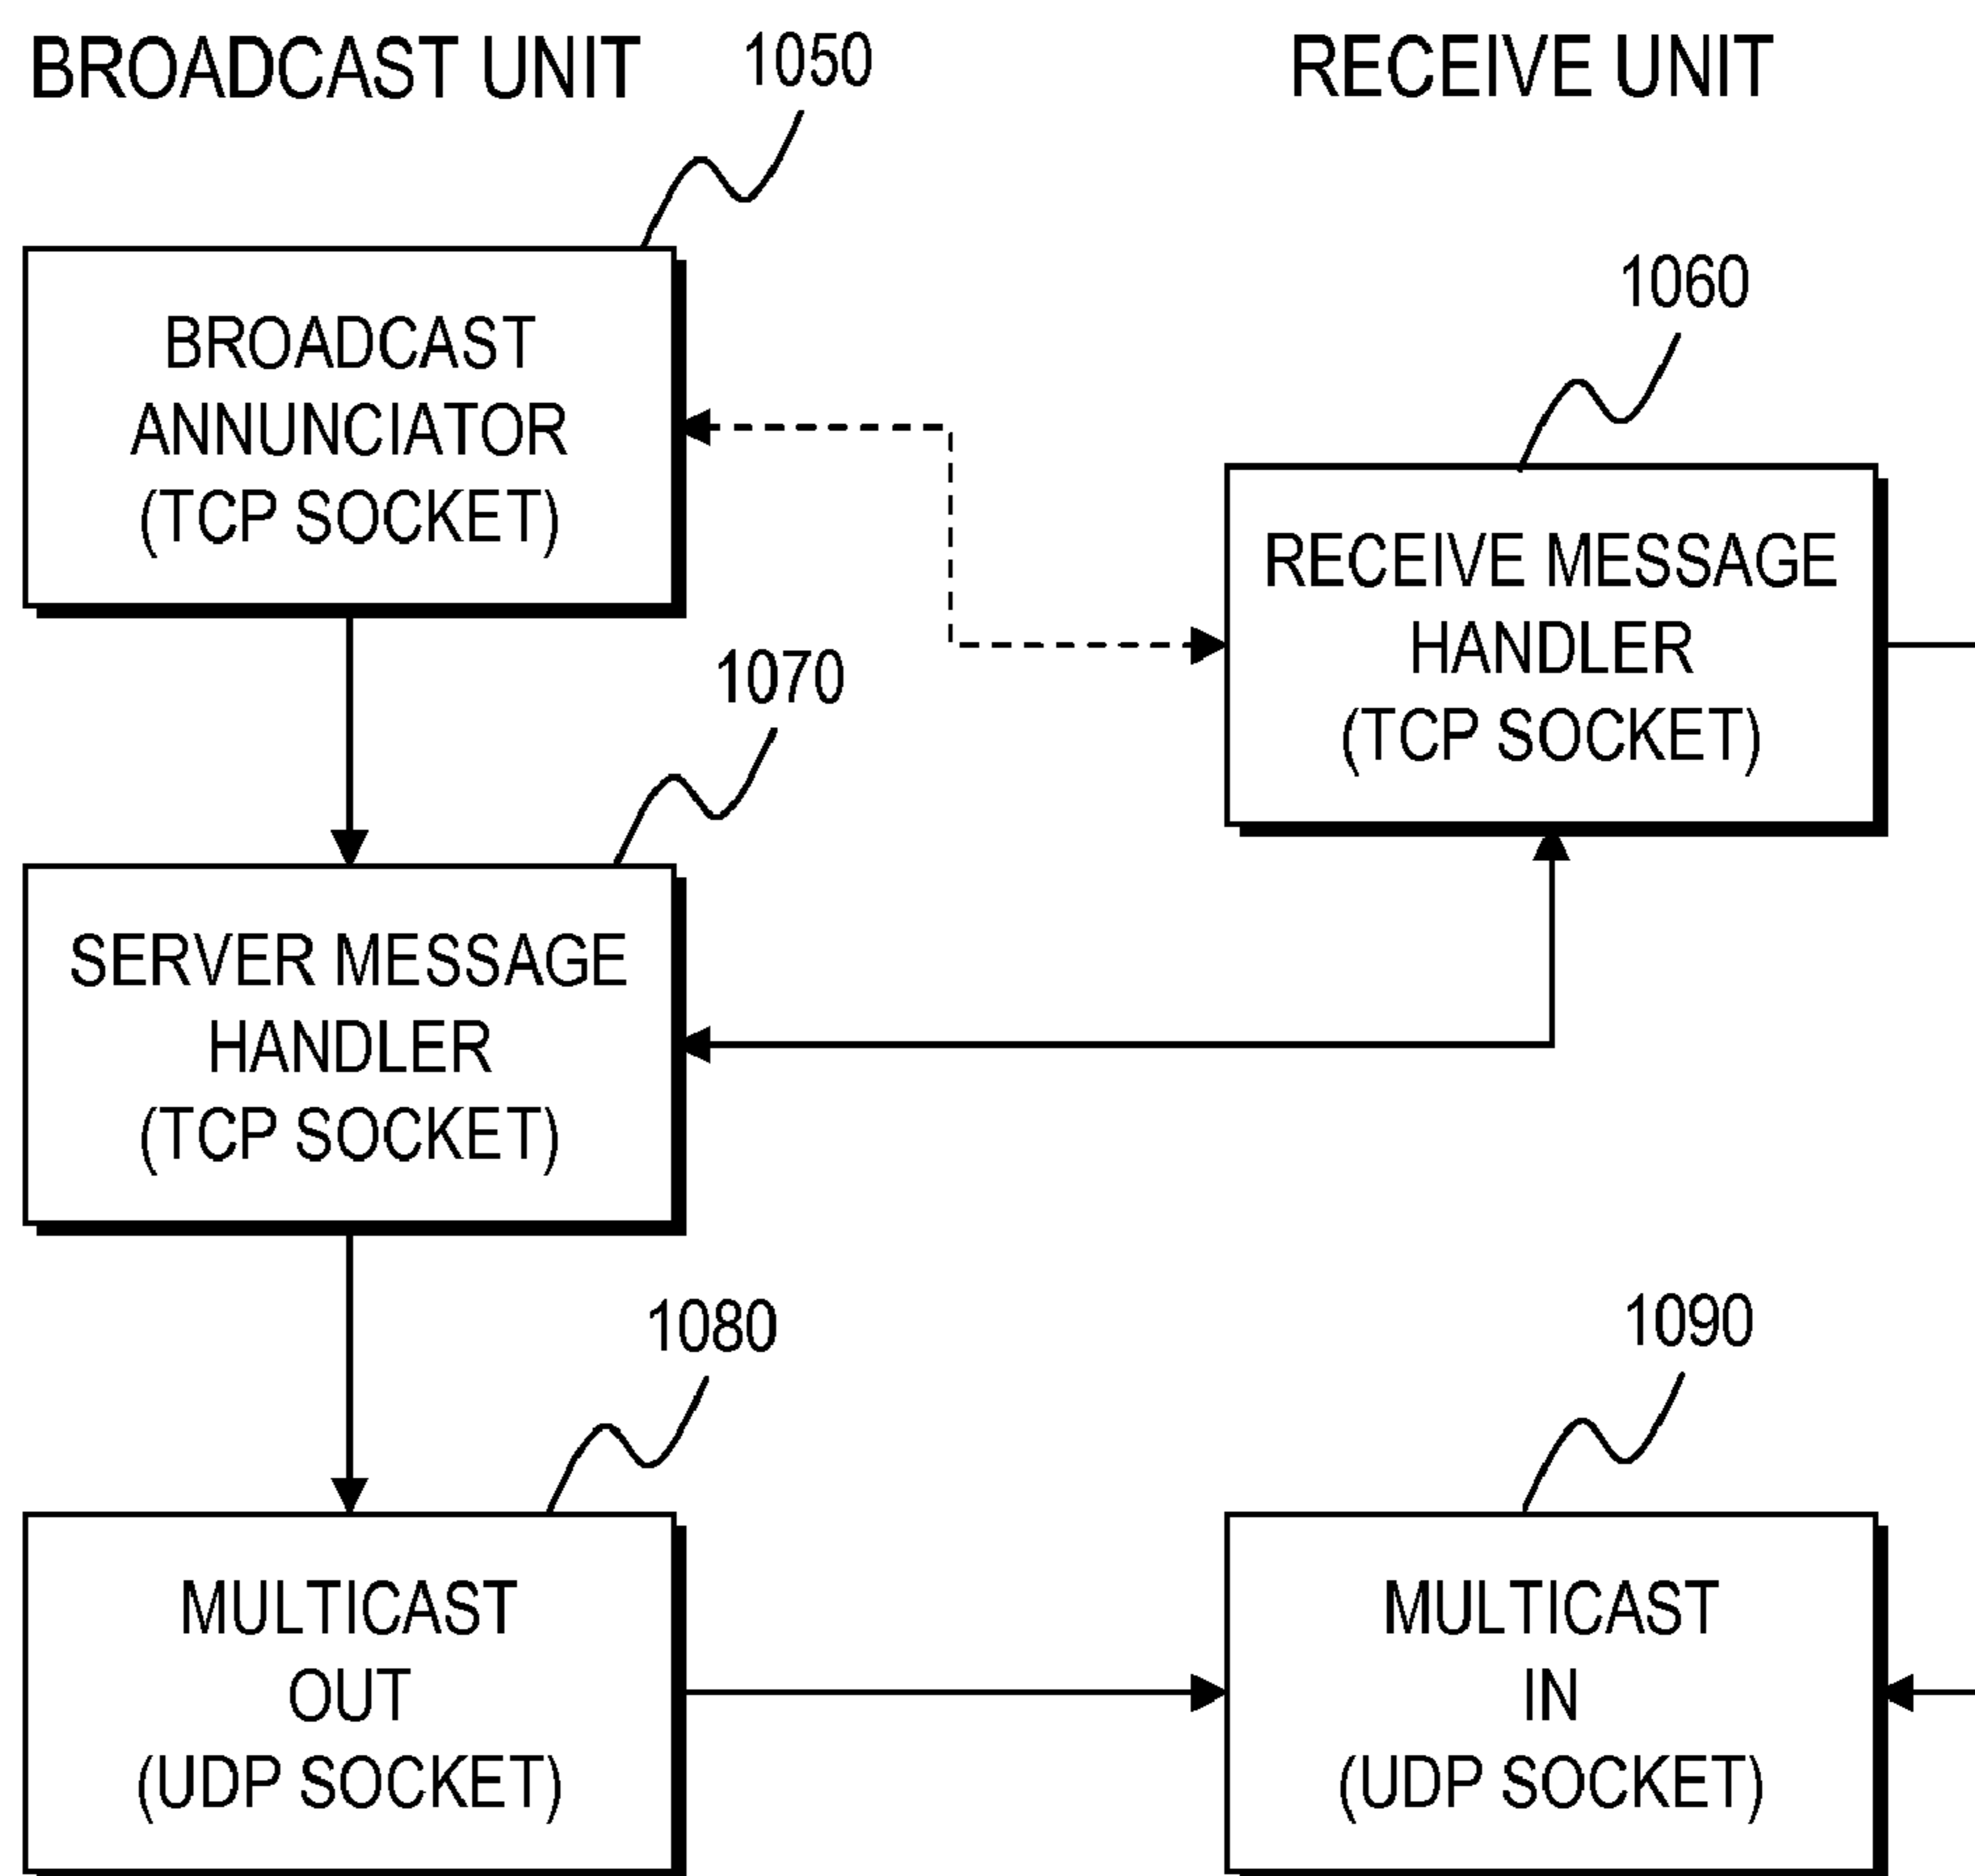 BROADCAST UNIT
1050
RECEIVE UNIT
BROADCAST
ANNUNCIATOR
(TCP SOCKET)
1060
RECEIVE MESSAGE
HANDLER
(TCP SOCKET)
1070
SERVER MESSAGE
HANDLER
(TCP SOCKET)
1080
MULTICAST
OUT
(UDP SOCKET)
1090
MULTICAST
IN
(UDP SOCKET)